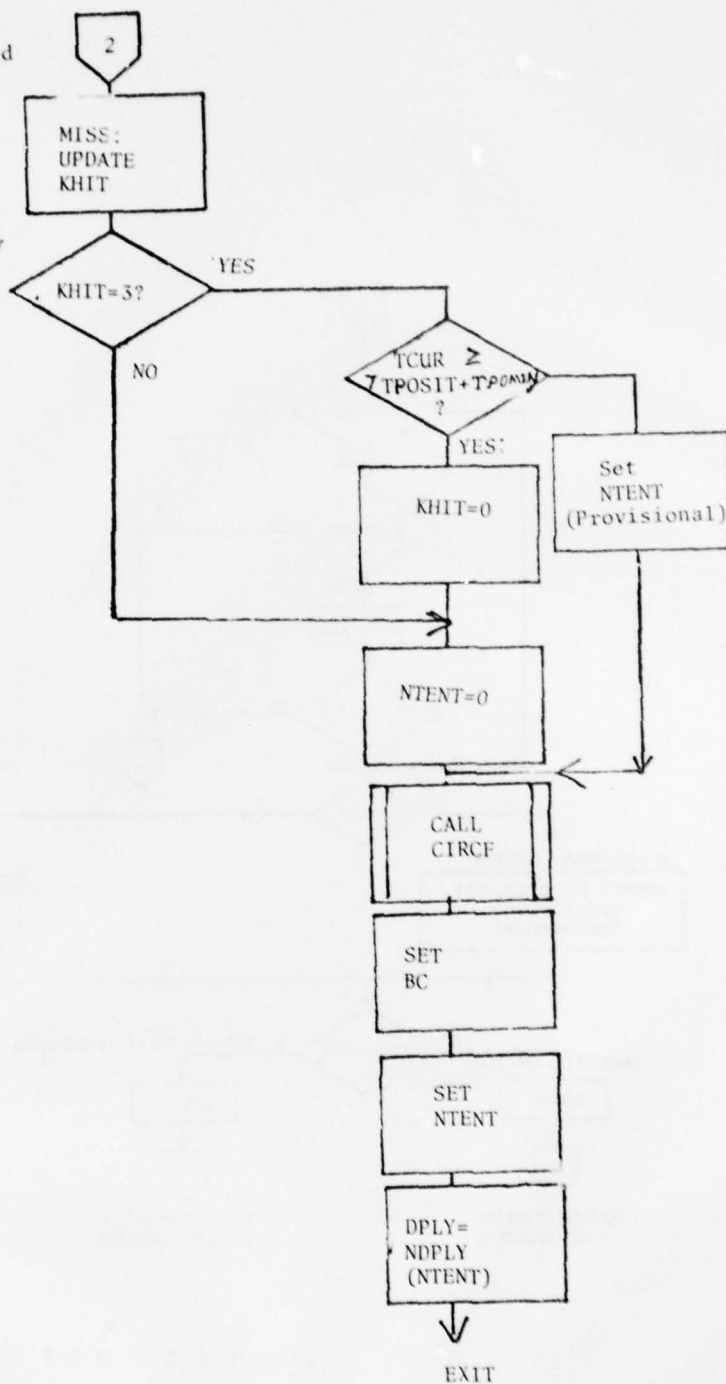 d
2
MISS:
UPDATE
KHIT
KHIT=3?
YES
NO
TCUR ≥
TPOSIT+TPOMIN
?
YES:
KHIT=0
Set
NTENT
(Provisional)
NTENT=0
CALL
CIRCF
SET
BC
SET
NTENT
DPLY=
NDPLY
(NTENT)
EXIT